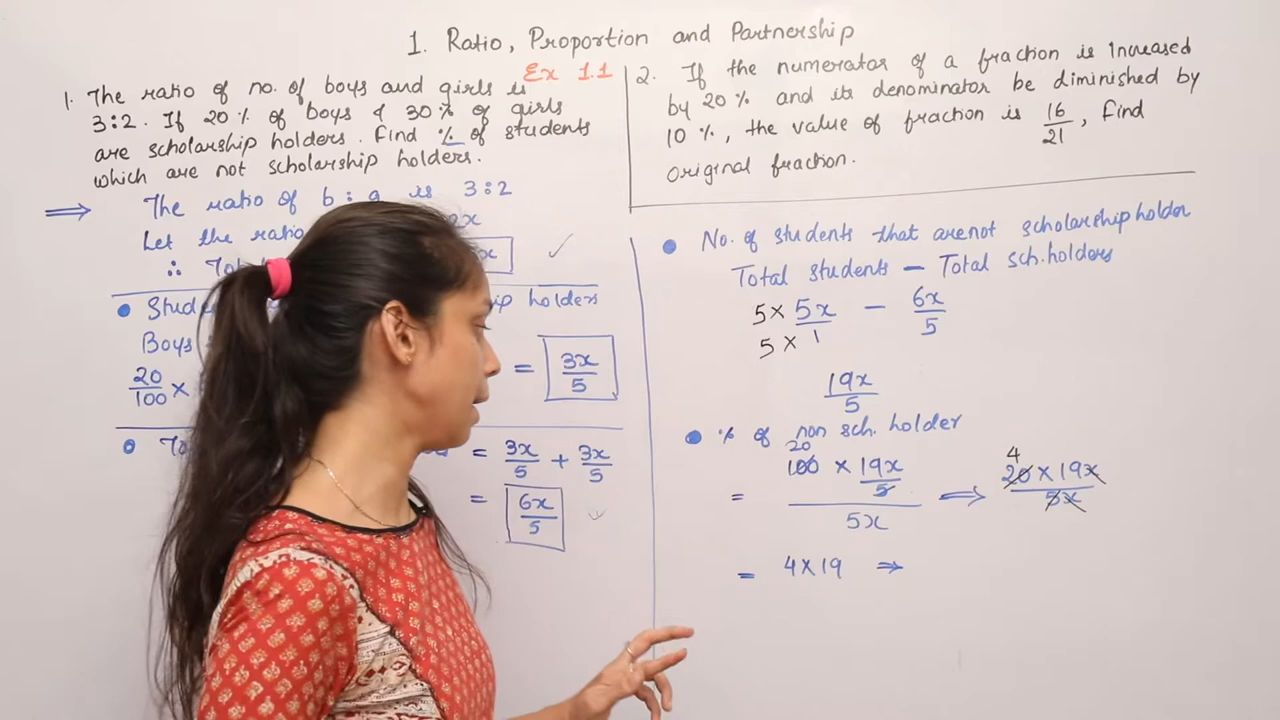 1. Ratio, Proportion and Partnership
Ex 1.1
1. The ratio of no. of boys and girls is
3:2. If 20% of boys & 30% of girls
are scholarship holders. Find % of students
which are not scholarship holders.
⇒ The ratio of b : g is 3:2
Let the ratio 2x
∴
x ✓
• holders
Boys
20/100 × = 3x/5
•
= 3x/5 + 3x/5
= 6x/5
2. If the numerator of a fraction is increased
by 20% and its denominator be diminished by
10%, the value of fraction is 16/21, find
original fraction.
• No. of students that are not scholarship holder
Total students – Total sch. holders
5 × 5x / 5 × 1 – 6x/5
19x/5
• % of non sch. holder
20
= 100 × 19x/5 / 5x ⇒ 4 20 × 19x / 5x
= 4 × 19 ⇒